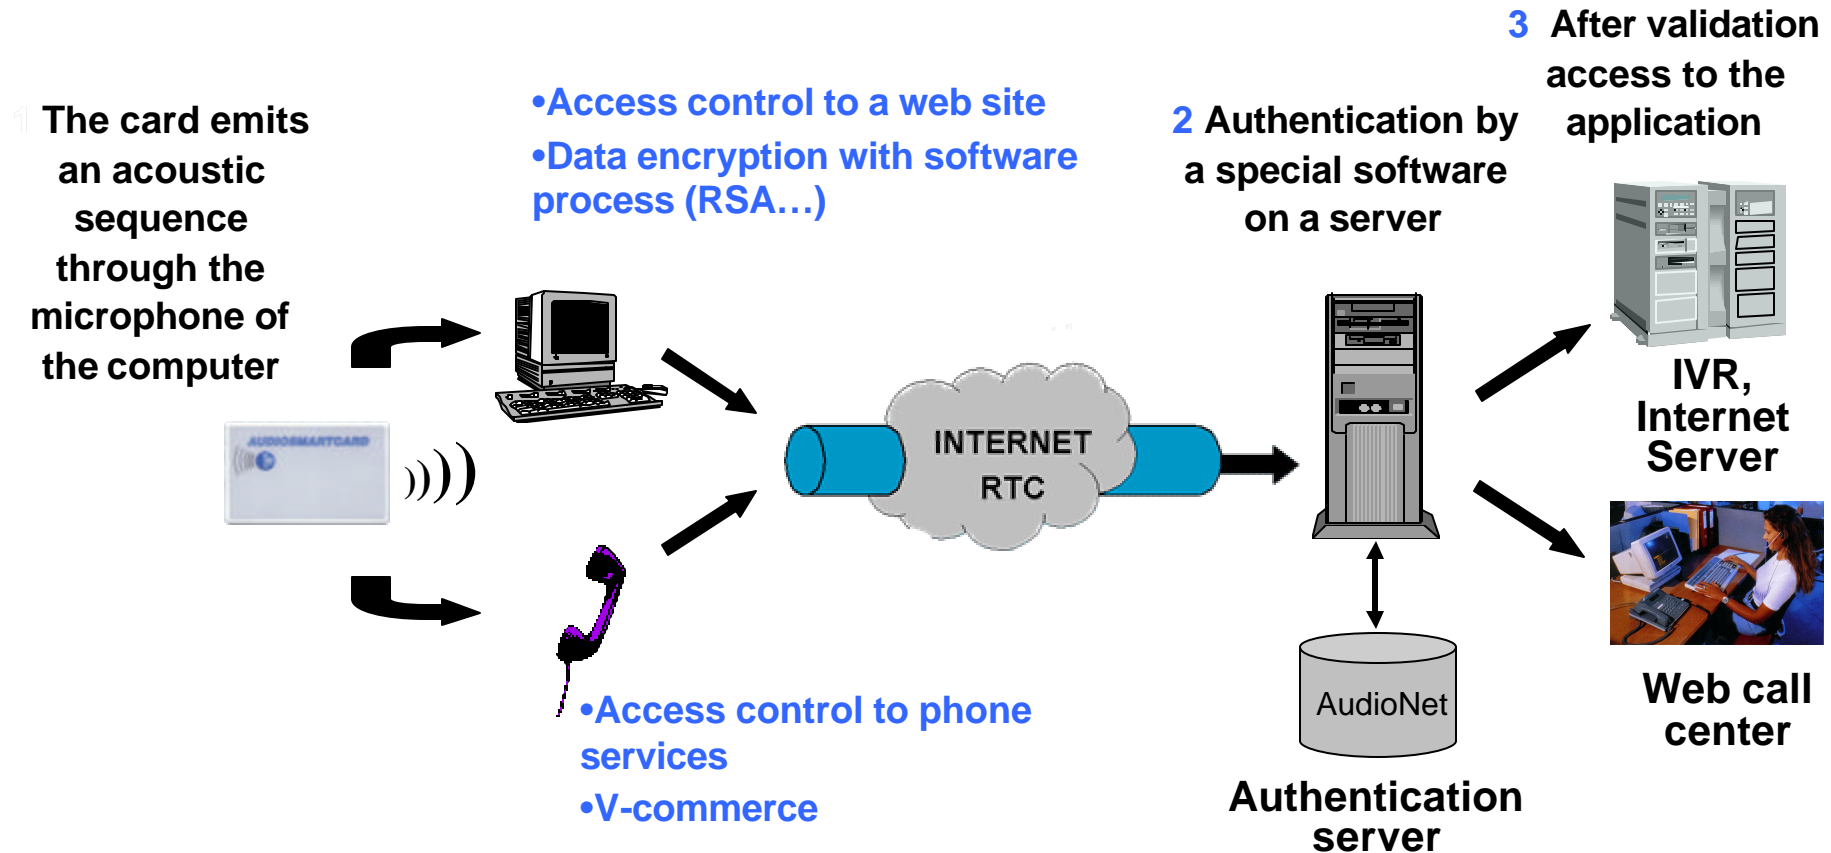 1 The card emits
an acoustic
sequence
through the
microphone of
the computer
•Access control to a web site
•Data encryption with software
process (RSA…)
2 Authentication by
a special software
on a server
3 After validation
access to the
application
AUDIOSMARTCARD
INTERNET
RTC
IVR,
Internet
Server
•Access control to phone
services
•V-commerce
AudioNet
Authentication
server
Web call
center